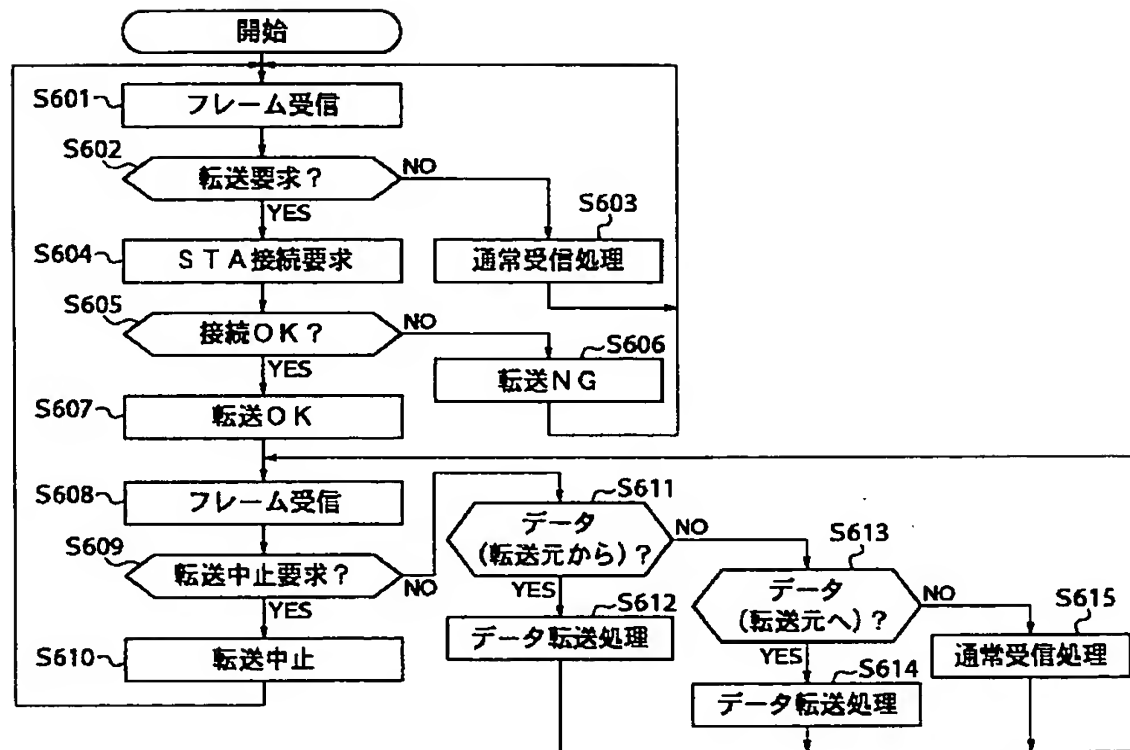 開始
S601
フレーム受信
S602
転送要求?
NO
YES
S603
通常受信処理
S604
STA接続要求
S605
接続OK?
NO
YES
S606
転送NG
S607
転送OK
S608
フレーム受信
S609
転送中止要求?
NO
YES
S610
転送中止
S611
データ
(転送元から)?
NO
YES
S612
データ転送処理
S613
データ
(転送元へ)?
NO
YES
S614
データ転送処理
S615
通常受信処理